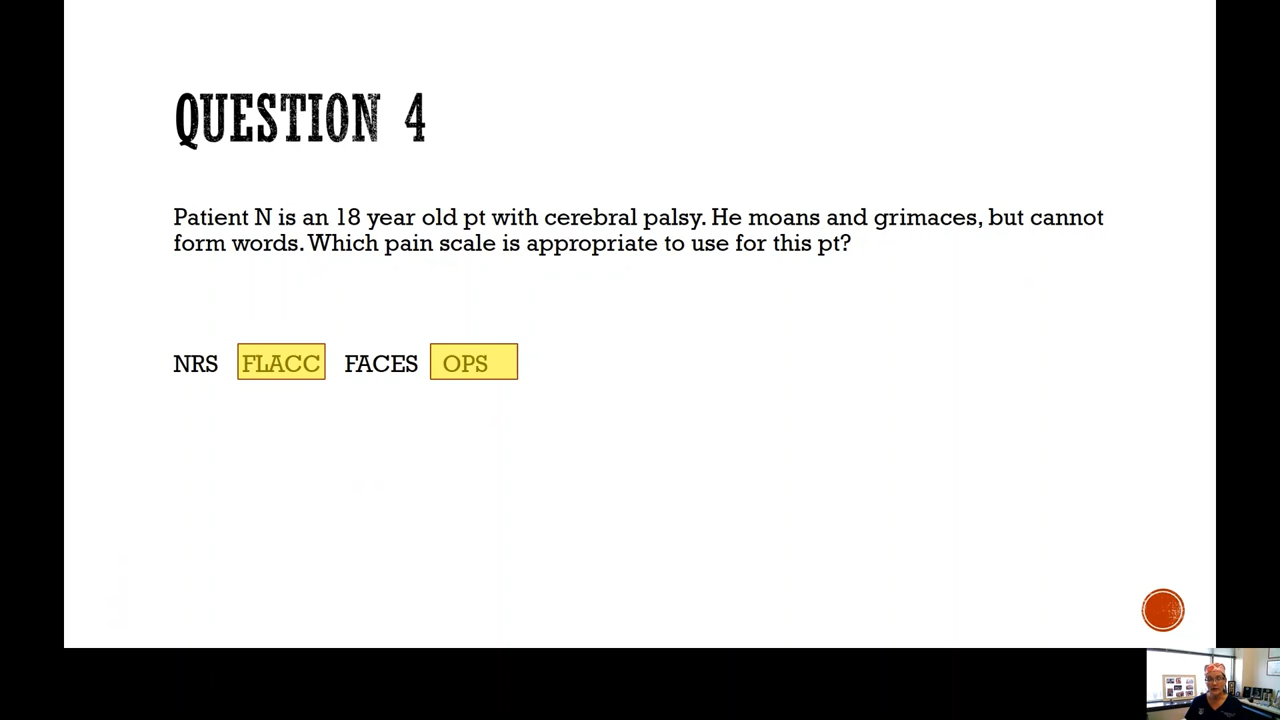 QUESTION 4
Patient N is an 18 year old pt with cerebral palsy. He moans and grimaces, but cannot
form words. Which pain scale is appropriate to use for this pt?
NRS FLACC FACES OPS